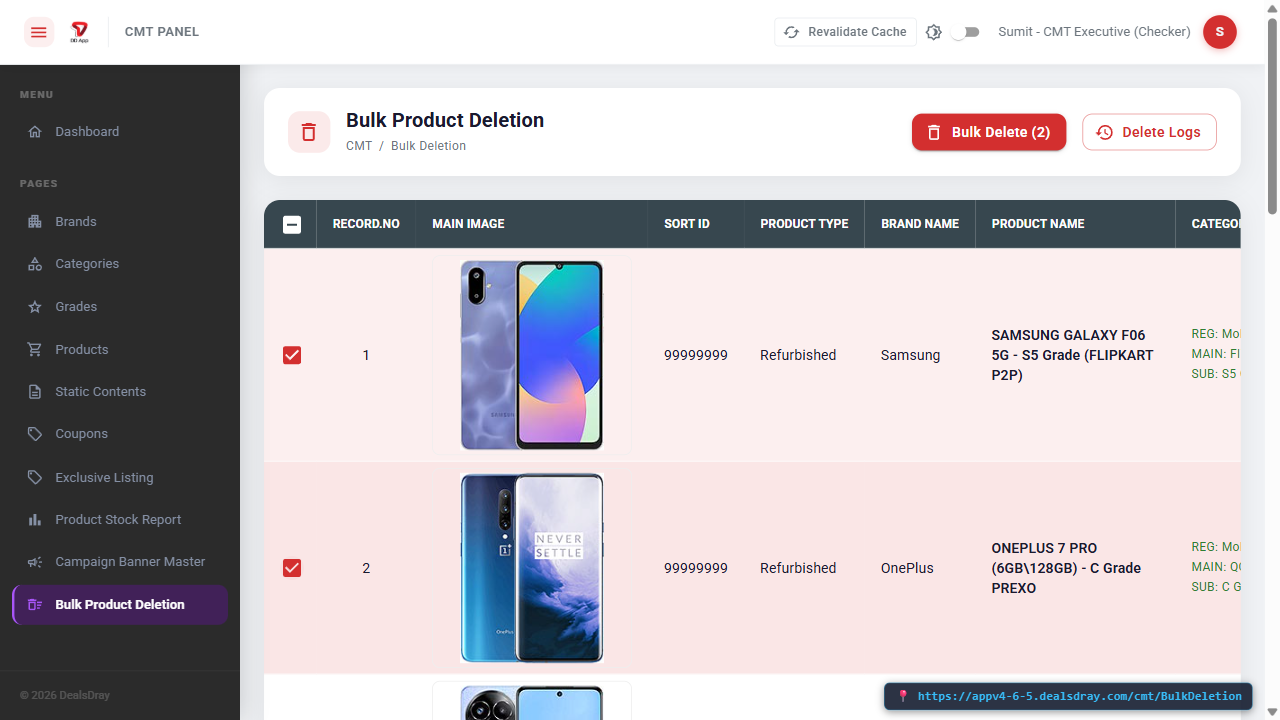 DD App
CMT PANEL
Revalidate Cache
Sumit - CMT Executive (Checker)
S
MENU
Dashboard
PAGES
Brands
Categories
Grades
Products
Static Contents
Coupons
Exclusive Listing
Product Stock Report
Campaign Banner Master
Bulk Product Deletion
© 2026 DealsDray
Bulk Product Deletion
CMT / Bulk Deletion
Bulk Delete (2)
Delete Logs
RECORD.NO MAIN IMAGE SORT ID PRODUCT TYPE BRAND NAME PRODUCT NAME CATEGO
1
SAMSUNG
99999999
Refurbished
Samsung
SAMSUNG GALAXY F06
5G - S5 Grade (FLIPKART
P2P)
REG: Mo
MAIN: Fl
SUB: S5
2
NEVER
SETTLE
OnePlus
99999999
Refurbished
OnePlus
ONEPLUS 7 PRO
(6GB\128GB) - C Grade
PREXO
REG: Mo
MAIN: QC
SUB: C G
https://appv4-6-5.dealsdray.com/cmt/BulkDeletion